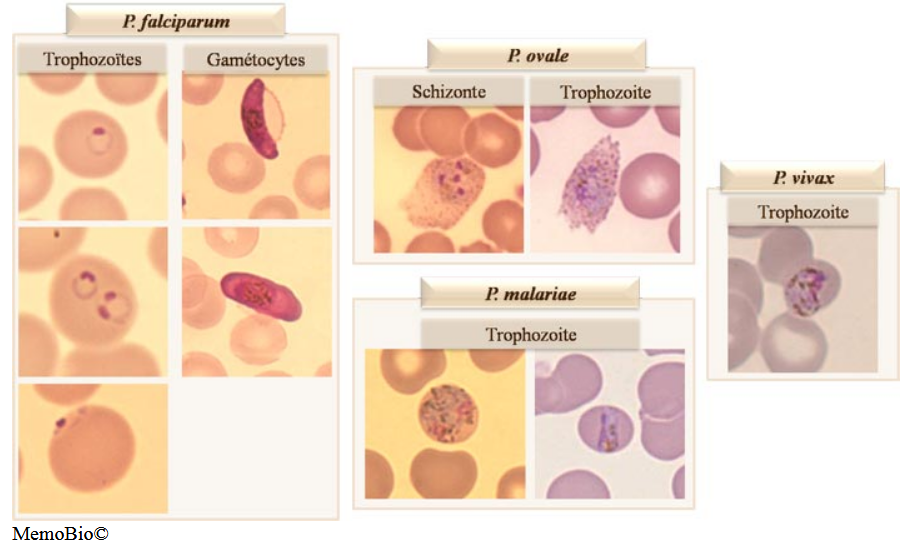 P. falciparum
Trophozoïtes
Gamétocytes
P. ovale
Schizonte
Trophozoite
P. malariae
Trophozoite
P. vivax
Trophozoite
MemoBio©